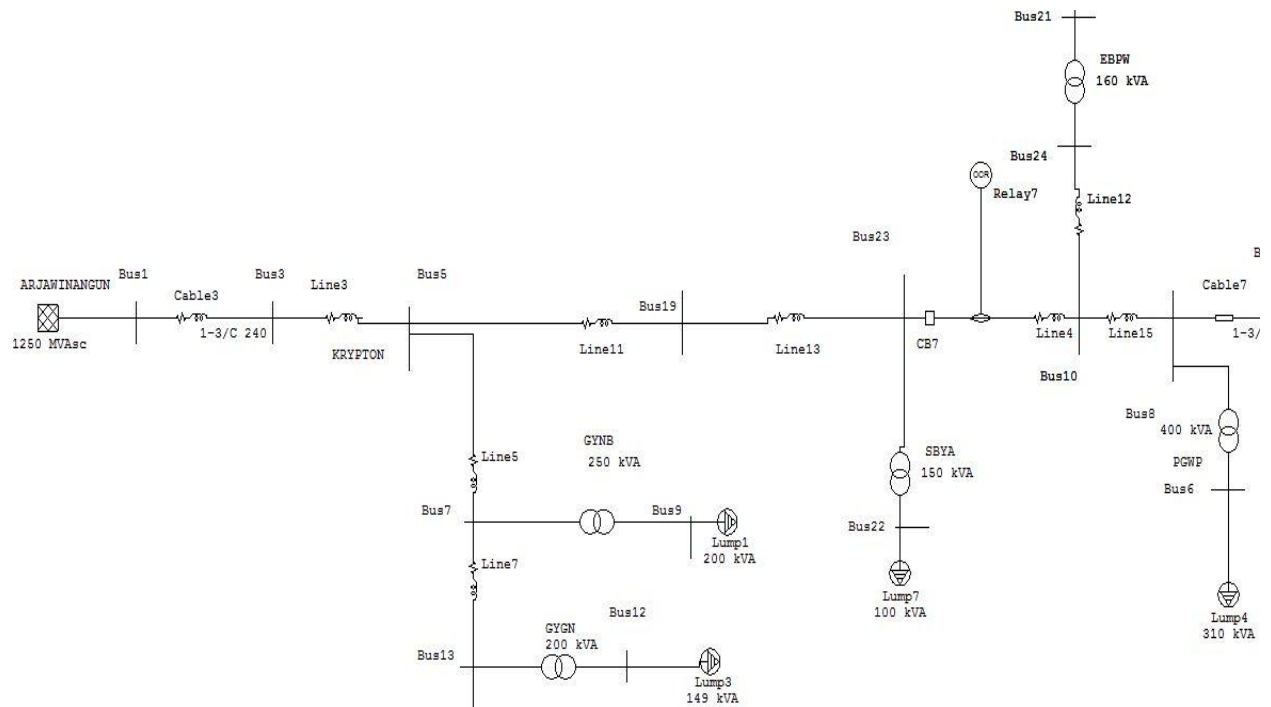 Bus21
EBPW
160 kVA
Bus24
OCR
Relay7
Line12
Bus23
B
Bus1
Bus3
Line3
Bus5
ARJAWINANGUN
Cable3
Bus19
Cable7
1250 MVAsc
1-3/C 240
KRYPTON
Line11
Line13
CB7
Line4
Line15
1-3/
Bus10
Bus8
400 kVA
GYNB
250 kVA
SBYA
150 kVA
PGWP
Line5
Bus6
Bus7
Bus9
Bus22
Lump1
200 kVA
Line7
Lump7
100 kVA
Bus12
Lump4
310 kVA
GYGN
200 kVA
Bus13
Lump3
149 kVA